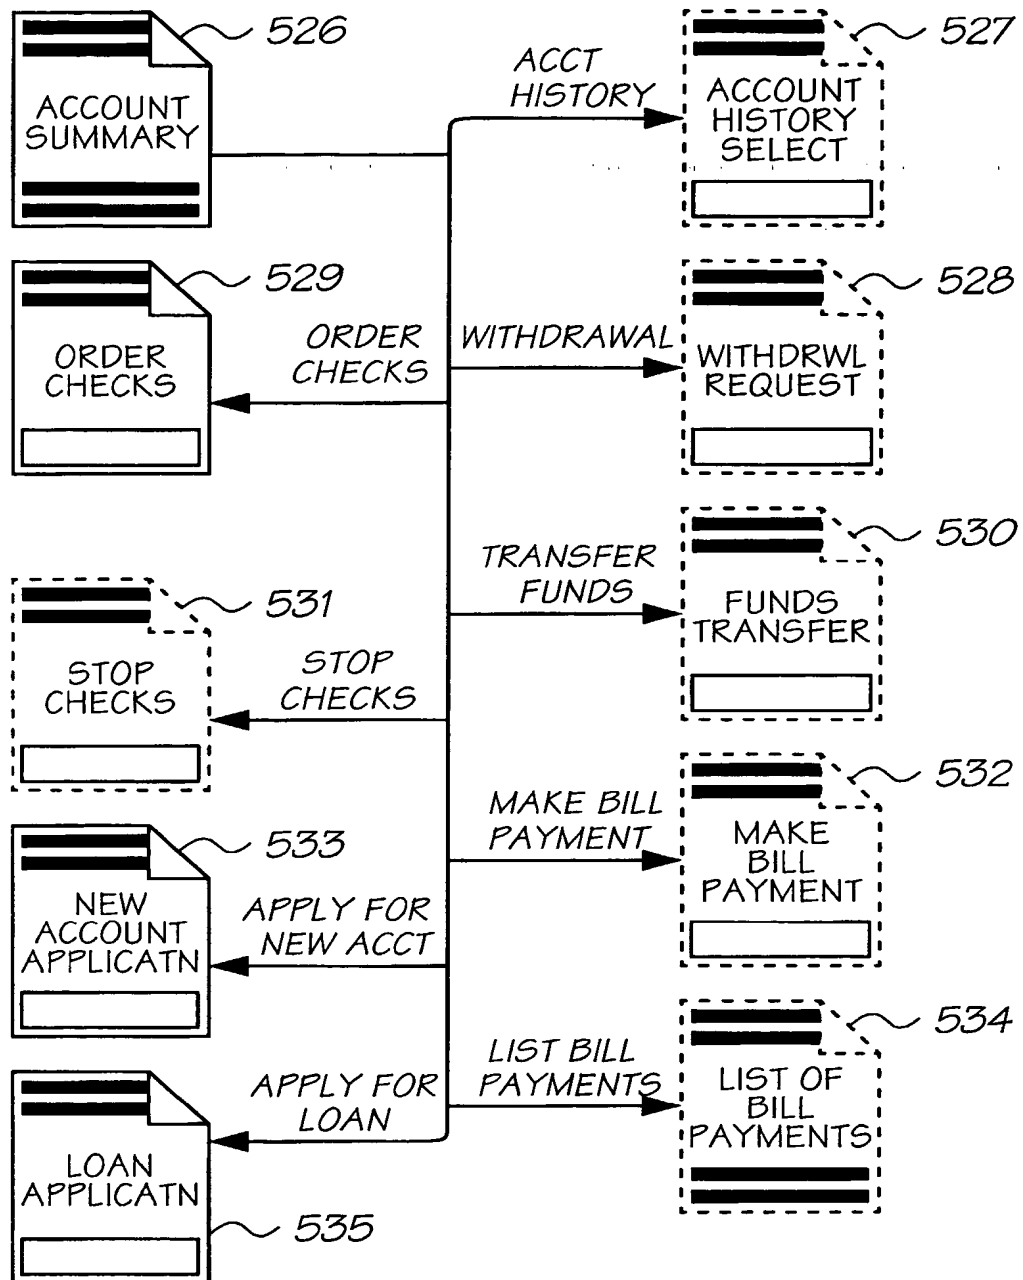 526
ACCOUNT
SUMMARY
ACCT
HISTORY
527
ACCOUNT
HISTORY
SELECT
529
ORDER
CHECKS
ORDER
CHECKS
WITHDRAWAL
528
WITHDRWL
REQUEST
TRANSFER
FUNDS
530
FUNDS
TRANSFER
531
STOP
CHECKS
STOP
CHECKS
MAKE BILL
PAYMENT
532
MAKE
BILL
PAYMENT
533
NEW
ACCOUNT
APPLICATN
APPLY FOR
NEW ACCT
LIST BILL
PAYMENTS
534
LIST OF
BILL
PAYMENTS
APPLY FOR
LOAN
LOAN
APPLICATN
535